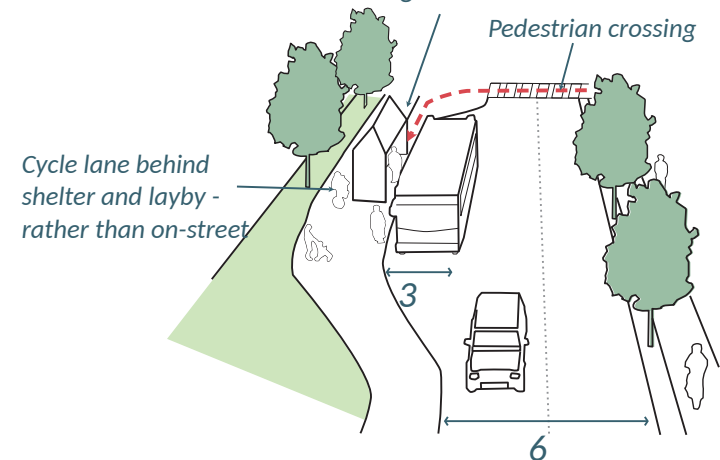 Pedestrian crossing
Cycle lane behind
shelter and layby -
rather than on-street
3
6